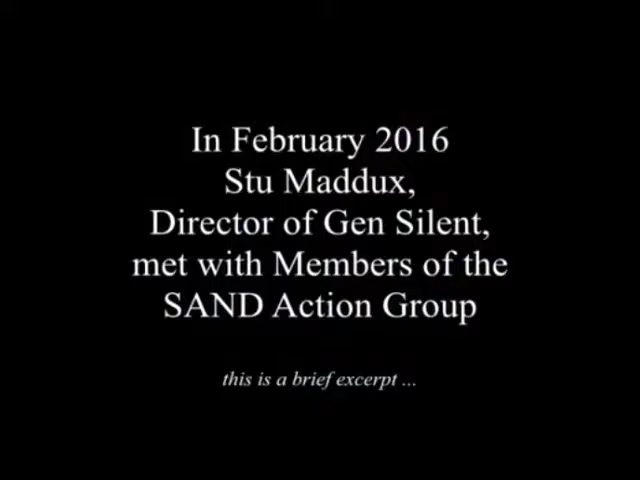 In February 2016
Stu Maddux,
Director of Gen Silent,
met with Members of the
SAND Action Group
this is a brief excerpt ...